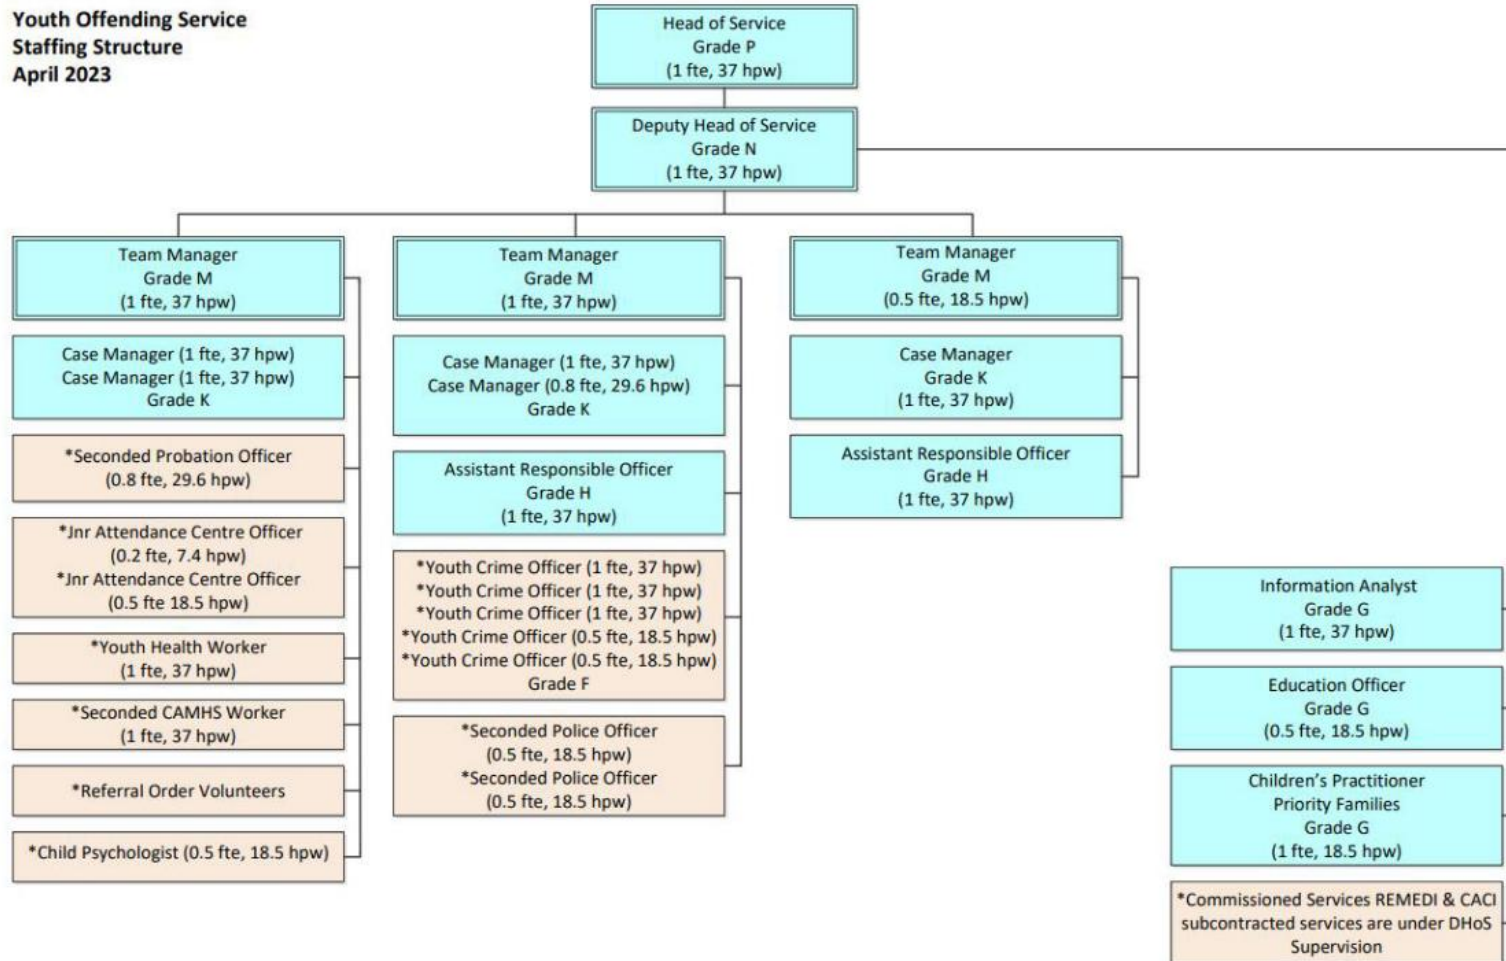 Youth Offending Service
Staffing Structure
April 2023
Head of Service
Grade P
(1 fte, 37 hpw)
Deputy Head of Service
Grade N
(1 fte, 37 hpw)
Team Manager
Grade M
(1 fte, 37 hpw)
Case Manager (1 fte, 37 hpw)
Case Manager (1 fte, 37 hpw)
Grade K
*Seconded Probation Officer
(0.8 fte, 29.6 hpw)
*Jnr Attendance Centre Officer
(0.2 fte, 7.4 hpw)
*Jnr Attendance Centre Officer
(0.5 fte 18.5 hpw)
*Youth Health Worker
(1 fte, 37 hpw)
*Seconded CAMHS Worker
(1 fte, 37 hpw)
*Referral Order Volunteers
*Child Psychologist (0.5 fte, 18.5 hpw)
Team Manager
Grade M
(1 fte, 37 hpw)
Case Manager (1 fte, 37 hpw)
Case Manager (0.8 fte, 29.6 hpw)
Grade K
Assistant Responsible Officer
Grade H
(1 fte, 37 hpw)
*Youth Crime Officer (1 fte, 37 hpw)
*Youth Crime Officer (1 fte, 37 hpw)
*Youth Crime Officer (1 fte, 37 hpw)
*Youth Crime Officer (0.5 fte, 18.5 hpw)
*Youth Crime Officer (0.5 fte, 18.5 hpw)
Grade F
*Seconded Police Officer
(0.5 fte, 18.5 hpw)
*Seconded Police Officer
(0.5 fte, 18.5 hpw)
Team Manager
Grade M
(0.5 fte, 18.5 hpw)
Case Manager
Grade K
(1 fte, 37 hpw)
Assistant Responsible Officer
Grade H
(1 fte, 37 hpw)
Information Analyst
Grade G
(1 fte, 37 hpw)
Education Officer
Grade G
(0.5 fte, 18.5 hpw)
Children's Practitioner
Priority Families
Grade G
(1 fte, 18.5 hpw)
*Commissioned Services REMEDI & CACI
subcontracted services are under DHoS
Supervision